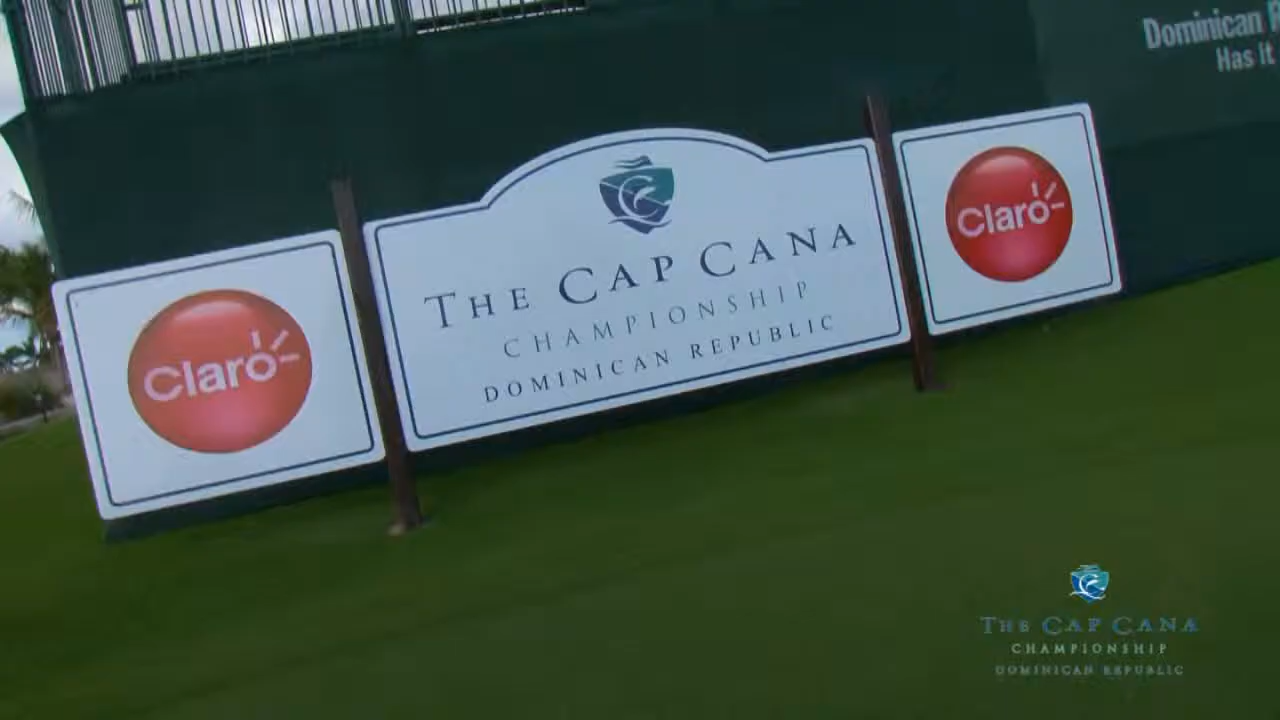 Dominican
Has It
THE CAP CANA
CHAMPIONSHIP
DOMINICAN REPUBLIC
Claro
Claro
THE CAP CANA
CHAMPIONSHIP
DOMINICAN REPUBLIC